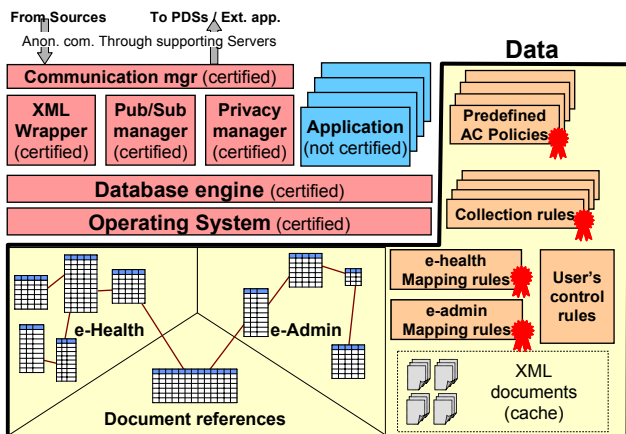 From Sources
To PDSs / Ext. app.
Anon. com. Through supporting Servers
Data
Communication mgr (certified)
XML
Wrapper
(certified)
Pub/Sub
manager
(certified)
Privacy
manager
(certified)
Application
(not certified)
Predefined
AC Policies
Database engine (certified)
Operating System (certified)
Collection rules
e-health
Mapping rules
e-admin
Mapping rules
User's
control
rules
e-Health
e-Admin
Document references
XML
documents
(cache)